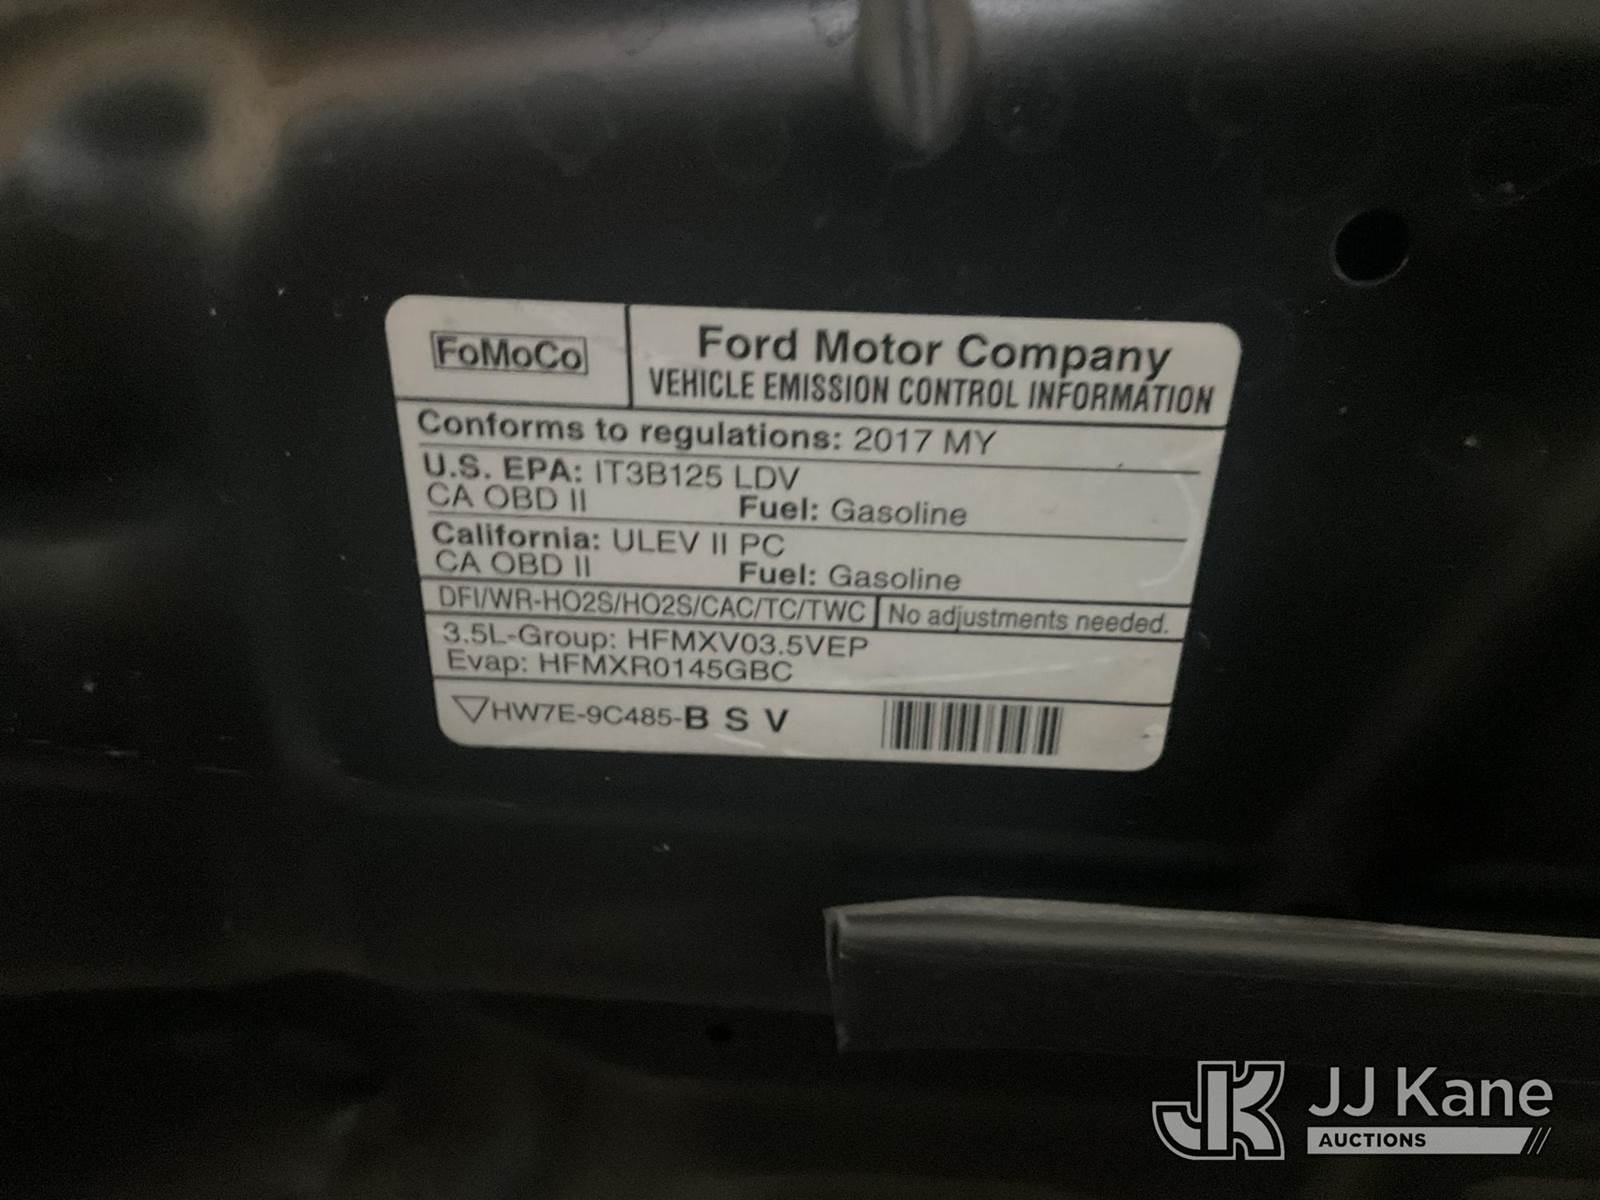 FoMoCo
Ford Motor Company
VEHICLE EMISSION CONTROL INFORMATION
Conforms to regulations: 2017 MY
U.S. EPA: IT3B125 LDV
CA OBD II Fuel: Gasoline
California: ULEV II PC
CA OBD II Fuel: Gasoline
DFI/WR-HO2S/HO2S/CAC/TC/TWC No adjustments needed.
3.5L-Group: HFMXV03.5VEP
Evap: HFMXR0145GBC
HW7E-9C485-B S V
JK JJ Kane
AUCTIONS